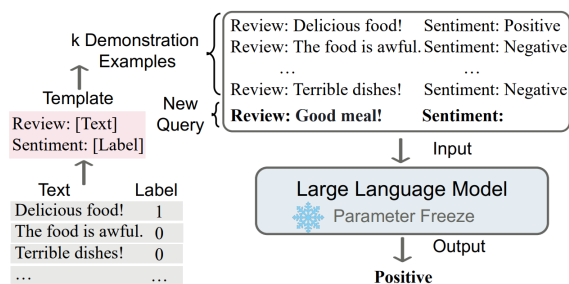 k Demonstration
Examples
Review: Delicious food! Sentiment: Positive
Review: The food is awful. Sentiment: Negative
... ...
Review: Terrible dishes! Sentiment: Negative
New
Query
Review: Good meal! Sentiment:
Template
Review: [Text]
Sentiment: [Label]
Text Label
Delicious food! 1
The food is awful. 0
Terrible dishes! 0
... ...
Input
Large Language Model
Parameter Freeze
Output
Positive